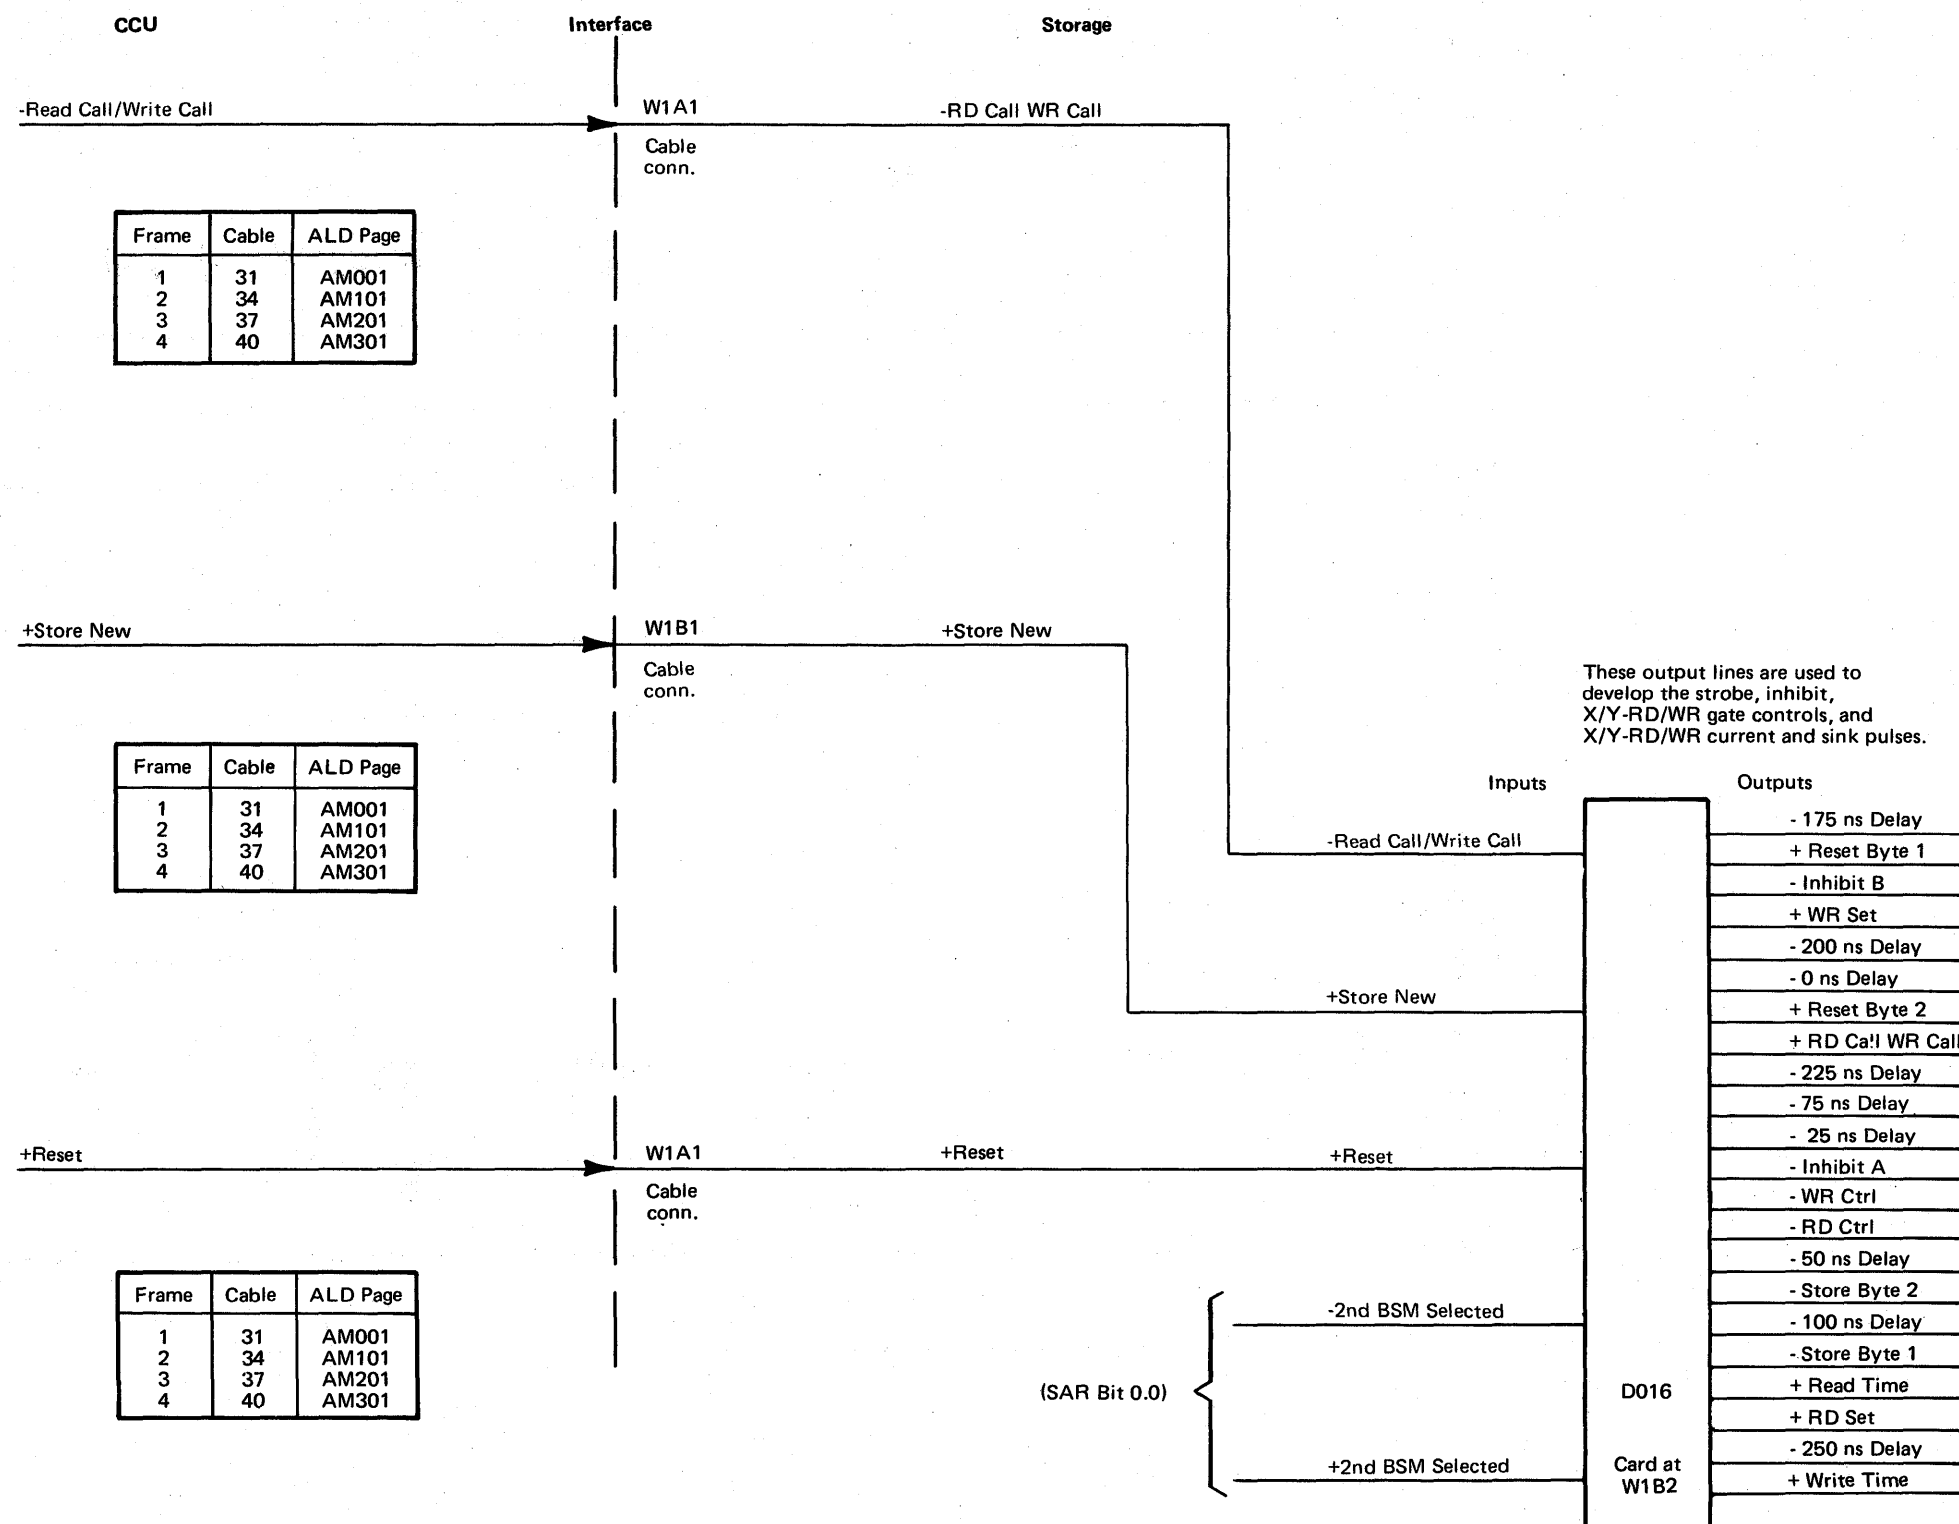 CCU Interface Storage
-Read Call/Write Call W1A1 -RD Call WR Call
Cable
conn.
Frame Cable ALD Page
1 31 AM001
2 34 AM101
3 37 AM201
4 40 AM301
+Store New W1B1 +Store New
Cable
conn.
These output lines are used to
develop the strobe, inhibit,
X/Y-RD/WR gate controls, and
X/Y-RD/WR current and sink pulses.
Frame Cable ALD Page
1 31 AM001
2 34 AM101
3 37 AM201
4 40 AM301
Inputs Outputs
-Read Call/Write Call
+Store New
- 175 ns Delay
+ Reset Byte 1
- Inhibit B
+ WR Set
- 200 ns Delay
- 0 ns Delay
+ Reset Byte 2
+ RD Call WR Call
- 225 ns Delay
- 75 ns Delay
- 25 ns Delay
- Inhibit A
- WR Ctrl
- RD Ctrl
- 50 ns Delay
- Store Byte 2
- 100 ns Delay
- Store Byte 1
+ Read Time
+ RD Set
- 250 ns Delay
+ Write Time
+Reset W1A1 +Reset +Reset
Cable
conn.
Frame Cable ALD Page
1 31 AM001
2 34 AM101
3 37 AM201
4 40 AM301
-2nd BSM Selected
(SAR Bit 0.0)
+2nd BSM Selected
D016
Card at
W1B2